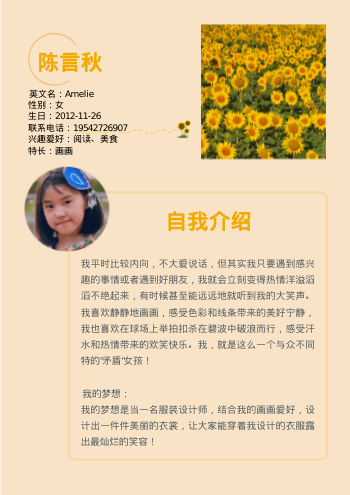 陈言秋
英文名：Amelie
性别：女
生日：2012-11-26
联系电话：19542726907
兴趣爱好：阅读、美食
特长：画画
自我介绍
我平时比较内向，不大爱说话，但其实我只要遇到感兴
趣的事情或者遇到好朋友，我就会立刻变得热情洋溢滔
滔不绝起来，有时候甚至能远远地就听到我的大笑声。
我喜欢静静地画画，感受色彩和线条带来的美好宁静，
我也喜欢在球场上举拍扣杀在碧波中破浪而行，感受汗
水和热情带来的欢笑快乐。我，就是这么一个与众不同
特的“矛盾”女孩！
我的梦想：
我的梦想是当一名服装设计师，结合我的画画爱好，设
计出一件件美丽的衣裳，让大家能穿着我设计的衣服露
出最灿烂的笑容！